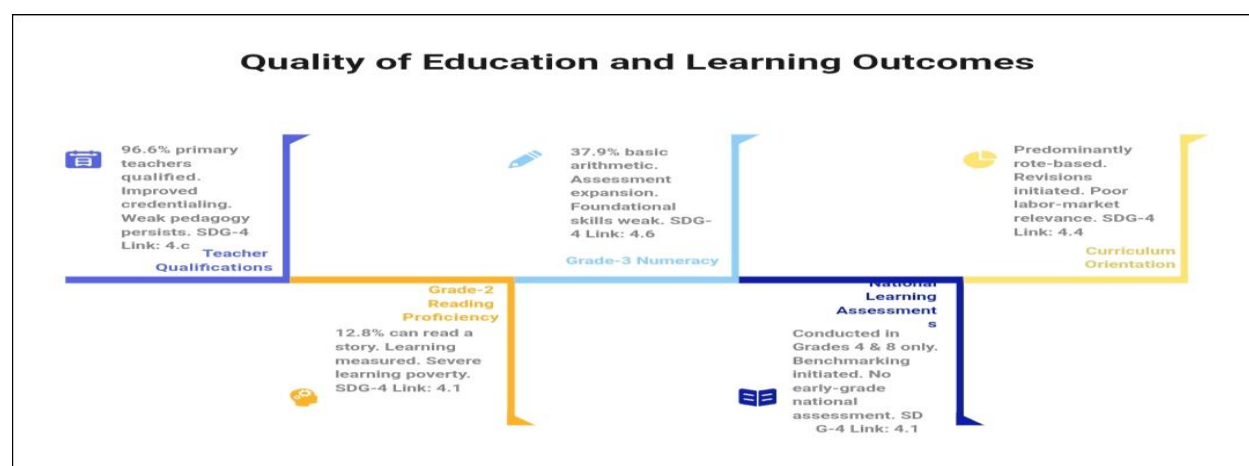 Quality of Education and Learning Outcomes
96.6% primary
teachers
qualified.
Improved
credentialing.
Weak pedagogy
persists. SDG-4
Link: 4.c
Teacher
Qualifications
Grade-2
Reading
Proficiency
12.8% can read a
story. Learning
measured. Severe
learning poverty.
SDG-4 Link: 4.1
37.9% basic
arithmetic.
Assessment
expansion.
Foundational
skills weak. SDG-
4 Link: 4.6
Grade-3 Numeracy
National
Learning
Assessment
s
Conducted in
Grades 4 & 8 only.
Benchmarking
initiated. No
early-grade
national
assessment. SD
G-4 Link: 4.1
Predominantly
rote-based.
Revisions
initiated. Poor
labor-market
relevance. SDG-4
Link: 4.4
Curriculum
Orientation